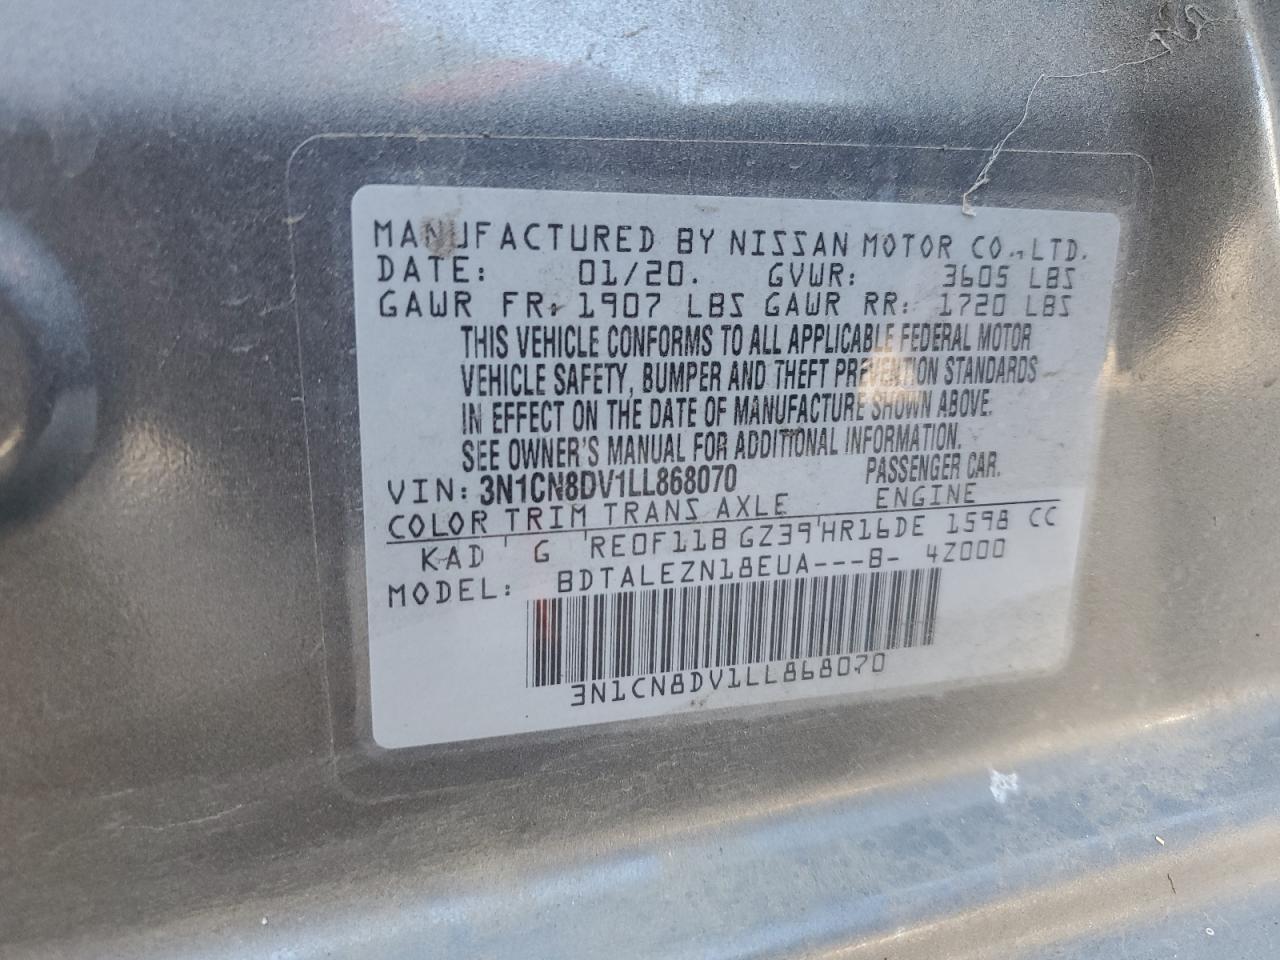 MANUFACTURED BY NISSAN MOTOR CO., LTD.
DATE: 01/20. GVWR: 3605 LBS
GAWR FR: 1907 LBS GAWR RR: 1720 LBS
THIS VEHICLE CONFORMS TO ALL APPLICABLE FEDERAL MOTOR
VEHICLE SAFETY, BUMPER AND THEFT PREVENTION STANDARDS
IN EFFECT ON THE DATE OF MANUFACTURE SHOWN ABOVE.
SEE OWNER'S MANUAL FOR ADDITIONAL INFORMATION.
VIN: 3N1CN8DV1LL868070 PASSENGER CAR.
COLOR TRIM TRANS AXLE ENGINE
KAD G RE0F11B GZ39 HR16DE 1598 CC
MODEL: BDTALEZN18EUA---B- 4Z000
3N1CN8DV1LL868070